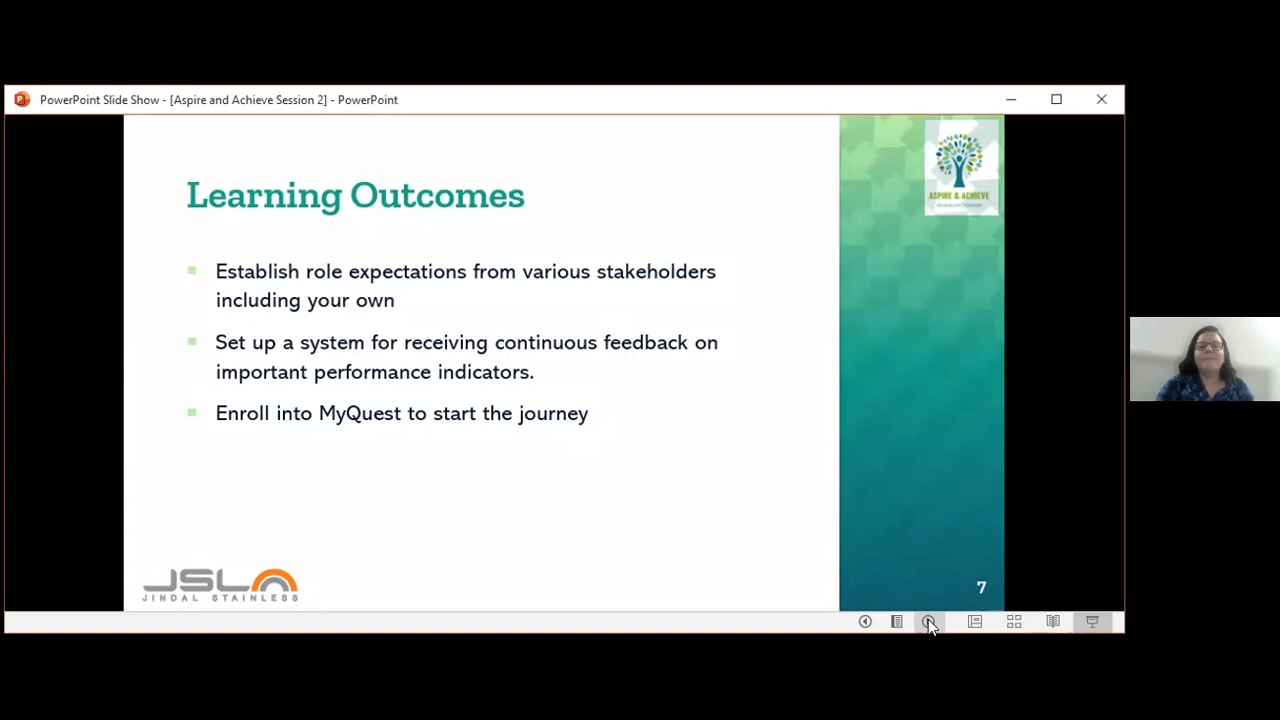 PowerPoint Slide Show - [Aspire and Achieve Session 2] - PowerPoint
ASPIRE & ACHIEVE
Learning Outcomes
Establish role expectations from various stakeholders
including your own
Set up a system for receiving continuous feedback on
important performance indicators.
Enroll into MyQuest to start the journey
JSL
JINDAL STAINLESS
7